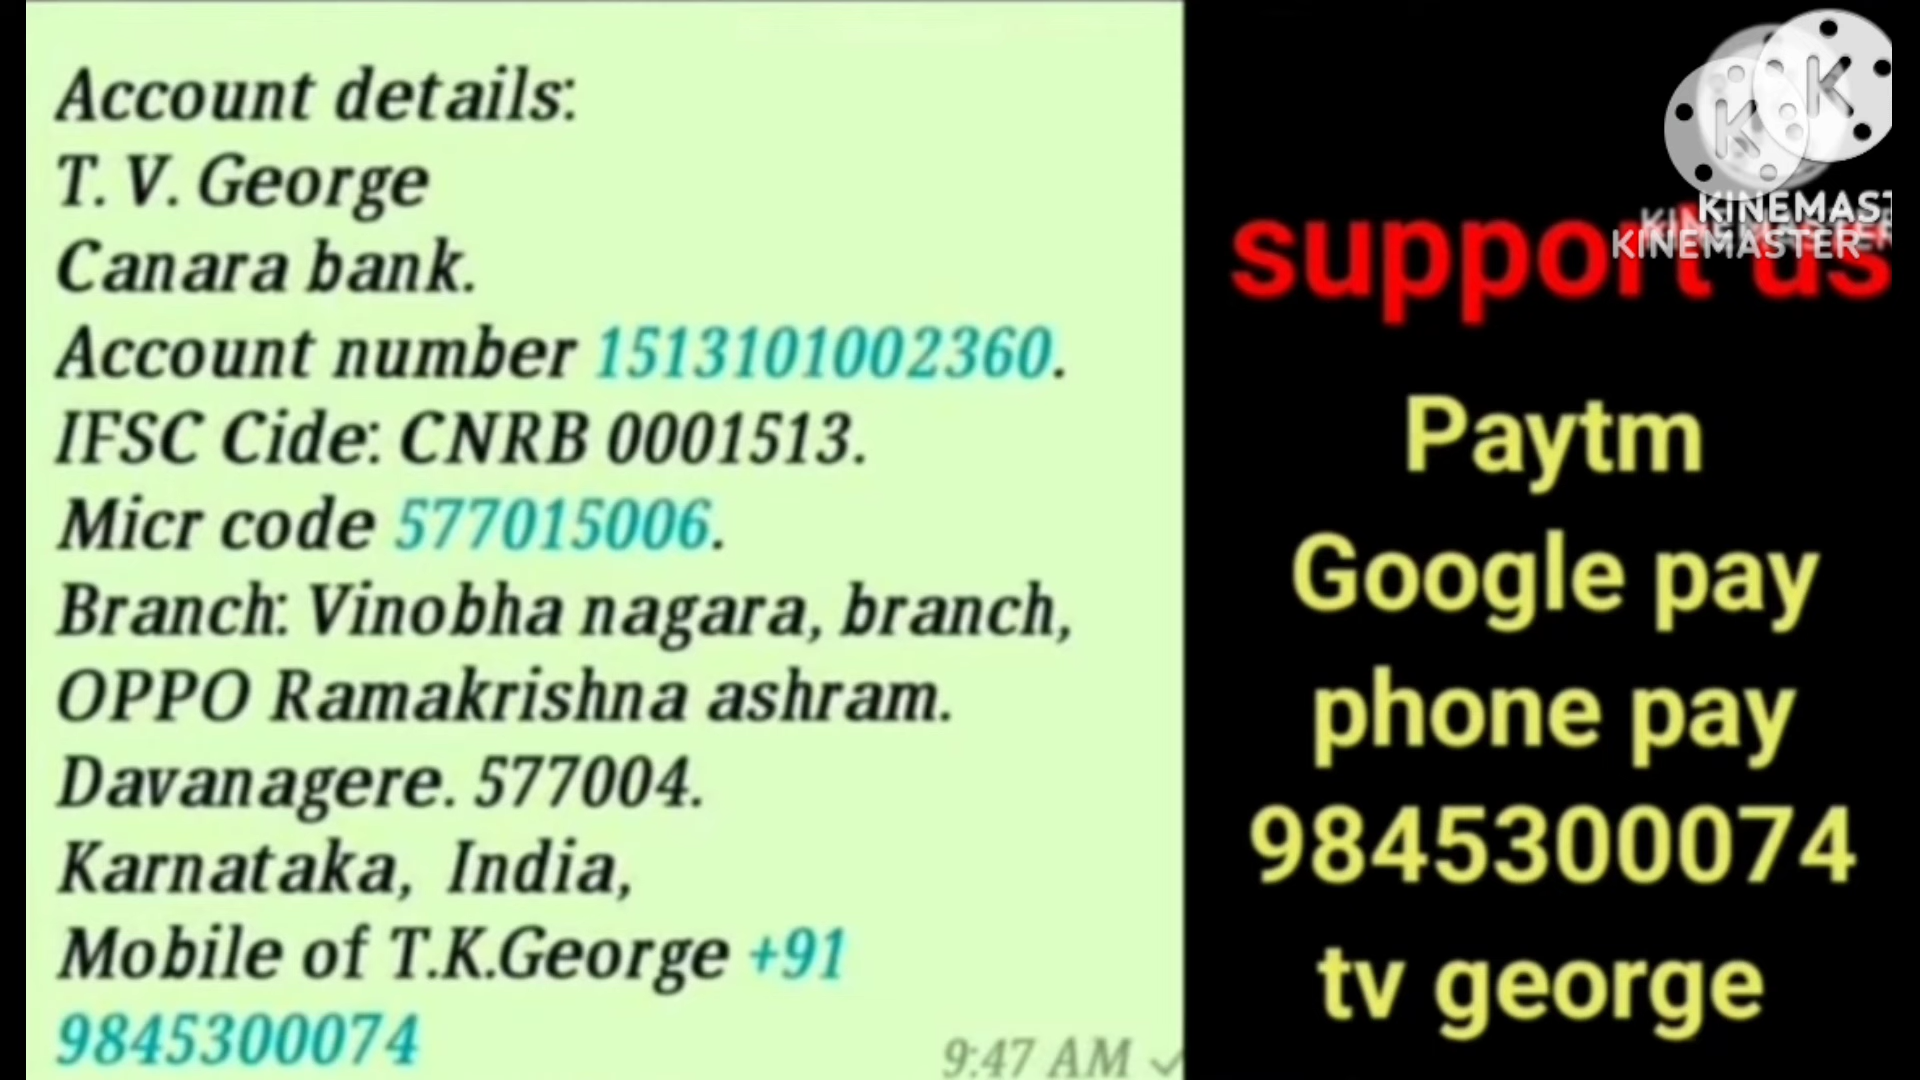 Account details:
T. V. George
Canara bank.
Account number 1513101002360.
IFSC Cide: CNRB 0001513.
Micr code 577015006.
Branch: Vinobha nagara, branch,
OPPO Ramakrishna ashram.
Davanagere. 577004.
Karnataka, India,
Mobile of T.K.George +91
9845300074
9:47 AM
support us
Paytm
Google pay
phone pay
9845300074
tv george
KINEMAST
KINEMASTER
KINEMASTER